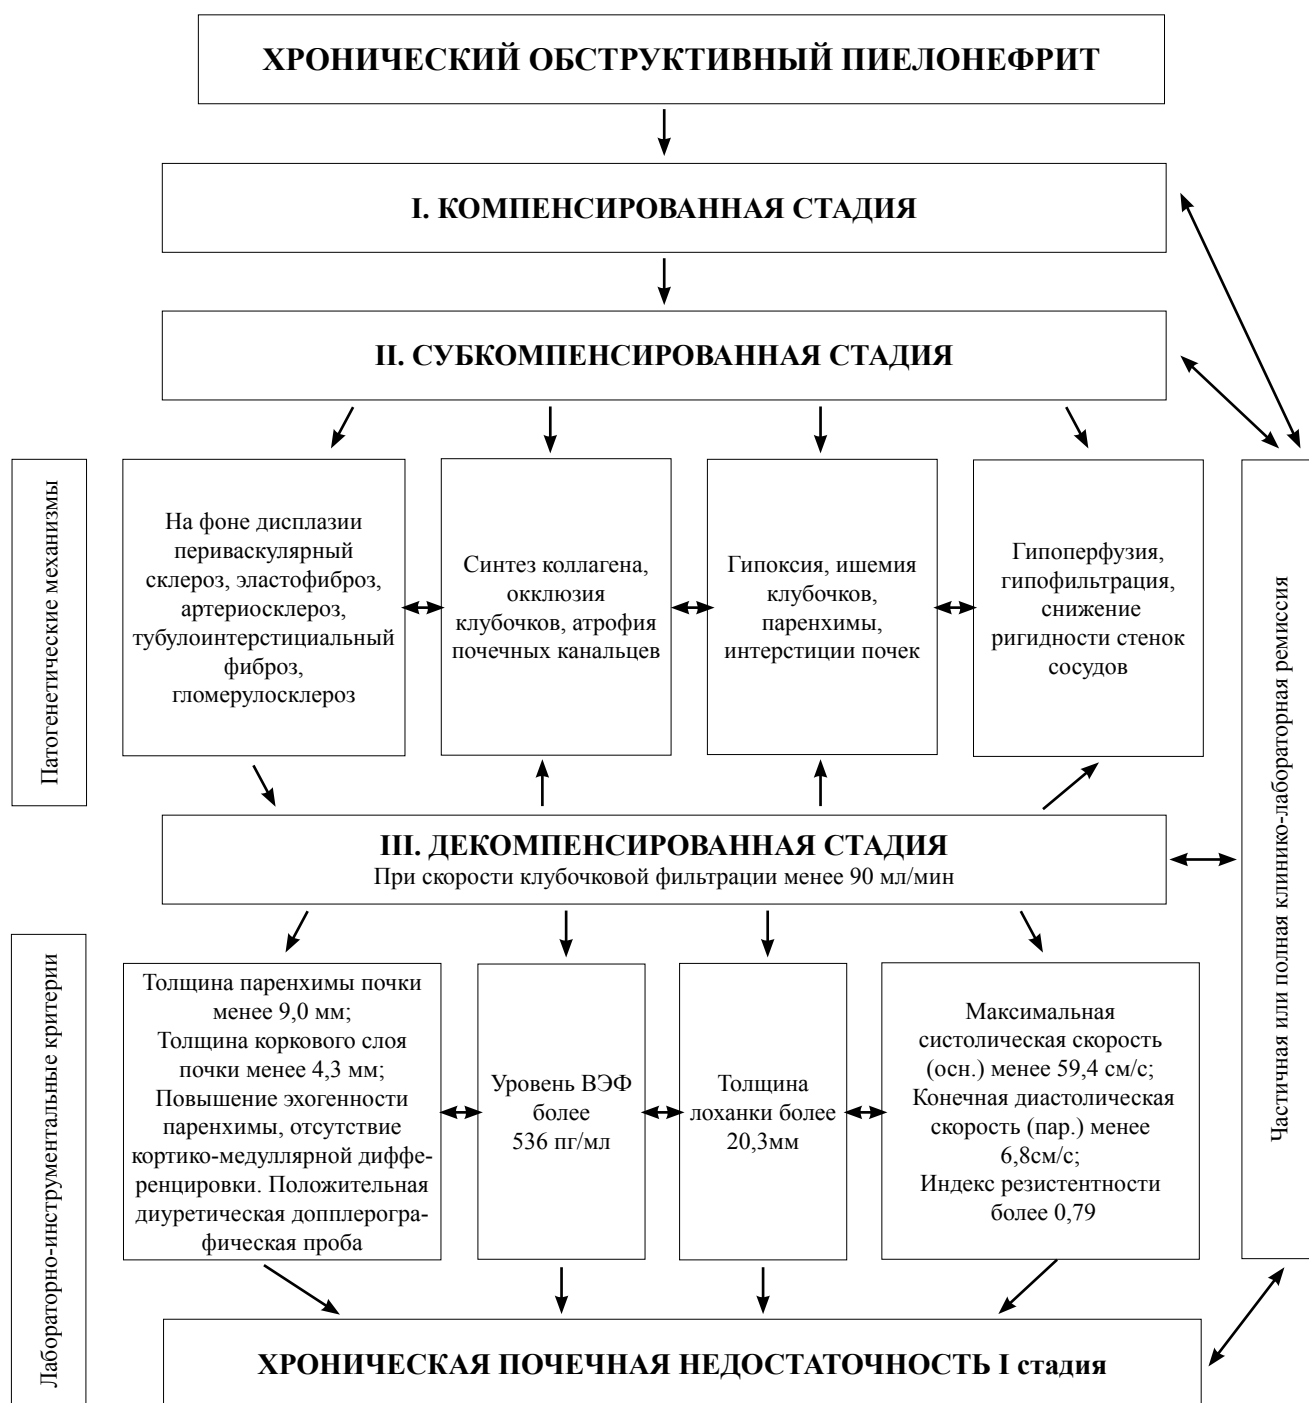 ХРОНИЧЕСКИЙ ОБСТРУКТИВНЫЙ ПИЕЛОНЕФРИТ
I. КОМПЕНСИРОВАННАЯ СТАДИЯ
II. СУБКОМПЕНСИРОВАННАЯ СТАДИЯ
Патогенетические механизмы
На фоне дисплазии
периваскулярный
склероз, эластофиброз,
артериосклероз,
тубулоинтерстициальный
фиброз,
гломерулосклероз
Синтез коллагена,
окклюзия
клубочков, атрофия
почечных канальцев
Гипоксия, ишемия
клубочков,
паренхимы,
интерстиции почек
Гипоперфузия,
гипофильтрация,
снижение
ригидности стенок
сосудов
Частичная или полная клинико-лабораторная ремиссия
III. ДЕКОМПЕНСИРОВАННАЯ СТАДИЯ
При скорости клубочковой фильтрации менее 90 мл/мин
Лабораторно-инструментальные критерии
Толщина паренхимы почки
менее 9,0 мм;
Толщина коркового слоя
почки менее 4,3 мм;
Повышение эхогенности
паренхимы, отсутствие
кортико-медуллярной диффе-
ренцировки. Положительная
диуретическая допплерогра-
фическая проба
Уровень ВЭФ
более
536 пг/мл
Толщина
лоханки более
20,3мм
Максимальная
систолическая скорость
(осн.) менее 59,4 см/с;
Конечная диастолическая
скорость (пар.) менее
6,8см/с;
Индекс резистентности
более 0,79
ХРОНИЧЕСКАЯ ПОЧЕЧНАЯ НЕДОСТАТОЧНОСТЬ I стадия